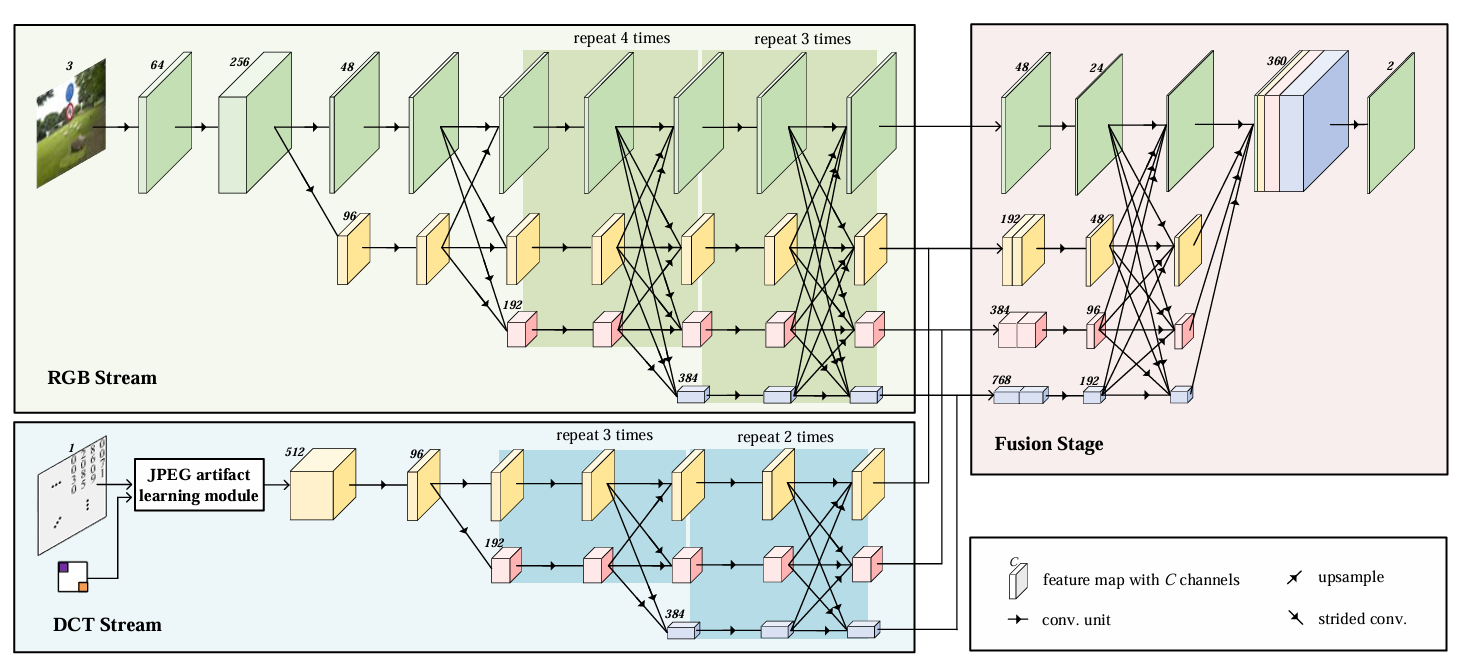 repeat 4 times
repeat 3 times
3
64
256
48
96
192
384
RGB Stream
repeat 3 times
repeat 2 times
1
JPEG artifact
learning module
512
96
192
384
DCT Stream
48
24
360
2
192
48
384
96
768
192
Fusion Stage
C
feature map with C channels
upsample
conv. unit
strided conv.